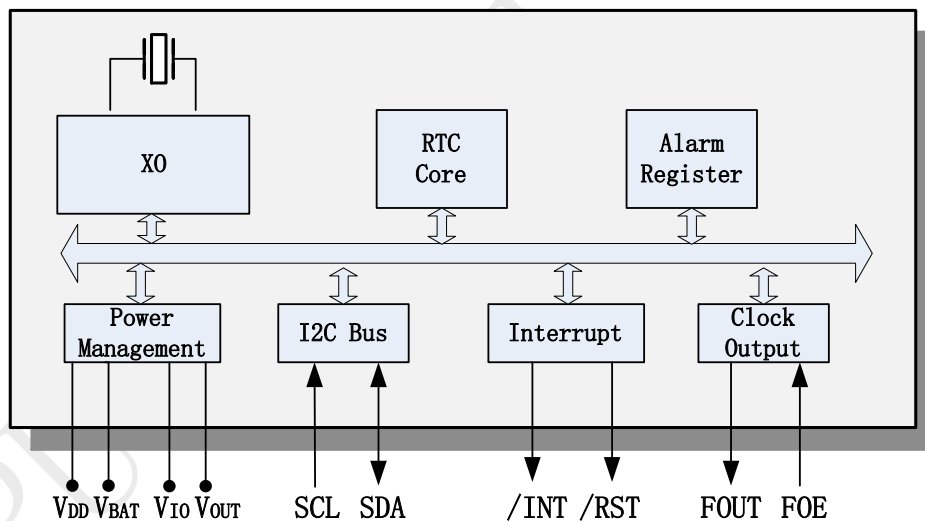 XO
RTC
Core
Alarm
Register
Power
Management
I2C Bus
Interrupt
Clock
Output
VDD VBAT VIO VOUT SCL SDA /INT /RST FOUT FOE